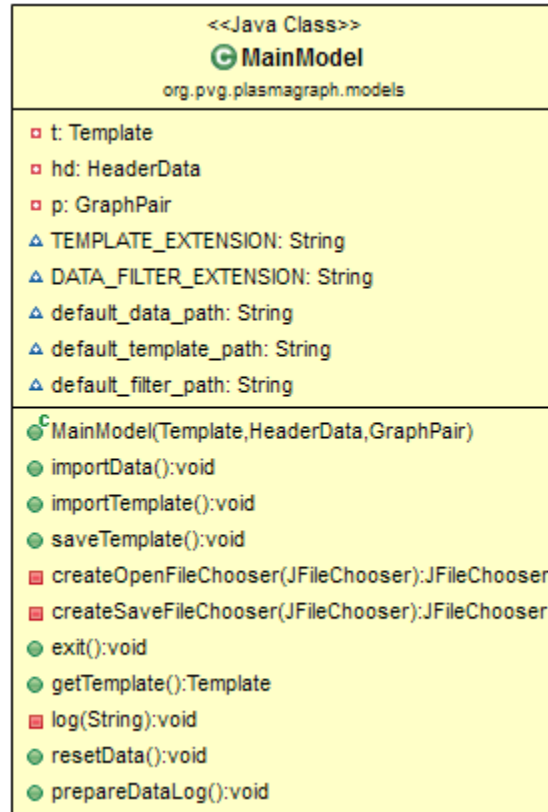 <<Java Class>>
C MainModel
org.pvg.plasmagraph.models
t: Template
hd: HeaderData
p: GraphPair
TEMPLATE_EXTENSION: String
DATA_FILTER_EXTENSION: String
default_data_path: String
default_template_path: String
default_filter_path: String
C MainModel(Template,HeaderData,GraphPair)
importData():void
importTemplate():void
saveTemplate():void
createOpenFileChooser(JFileChooser):JFileChooser
createSaveFileChooser(JFileChooser):JFileChooser
exit():void
getTemplate():Template
log(String):void
resetData():void
prepareDataLog():void